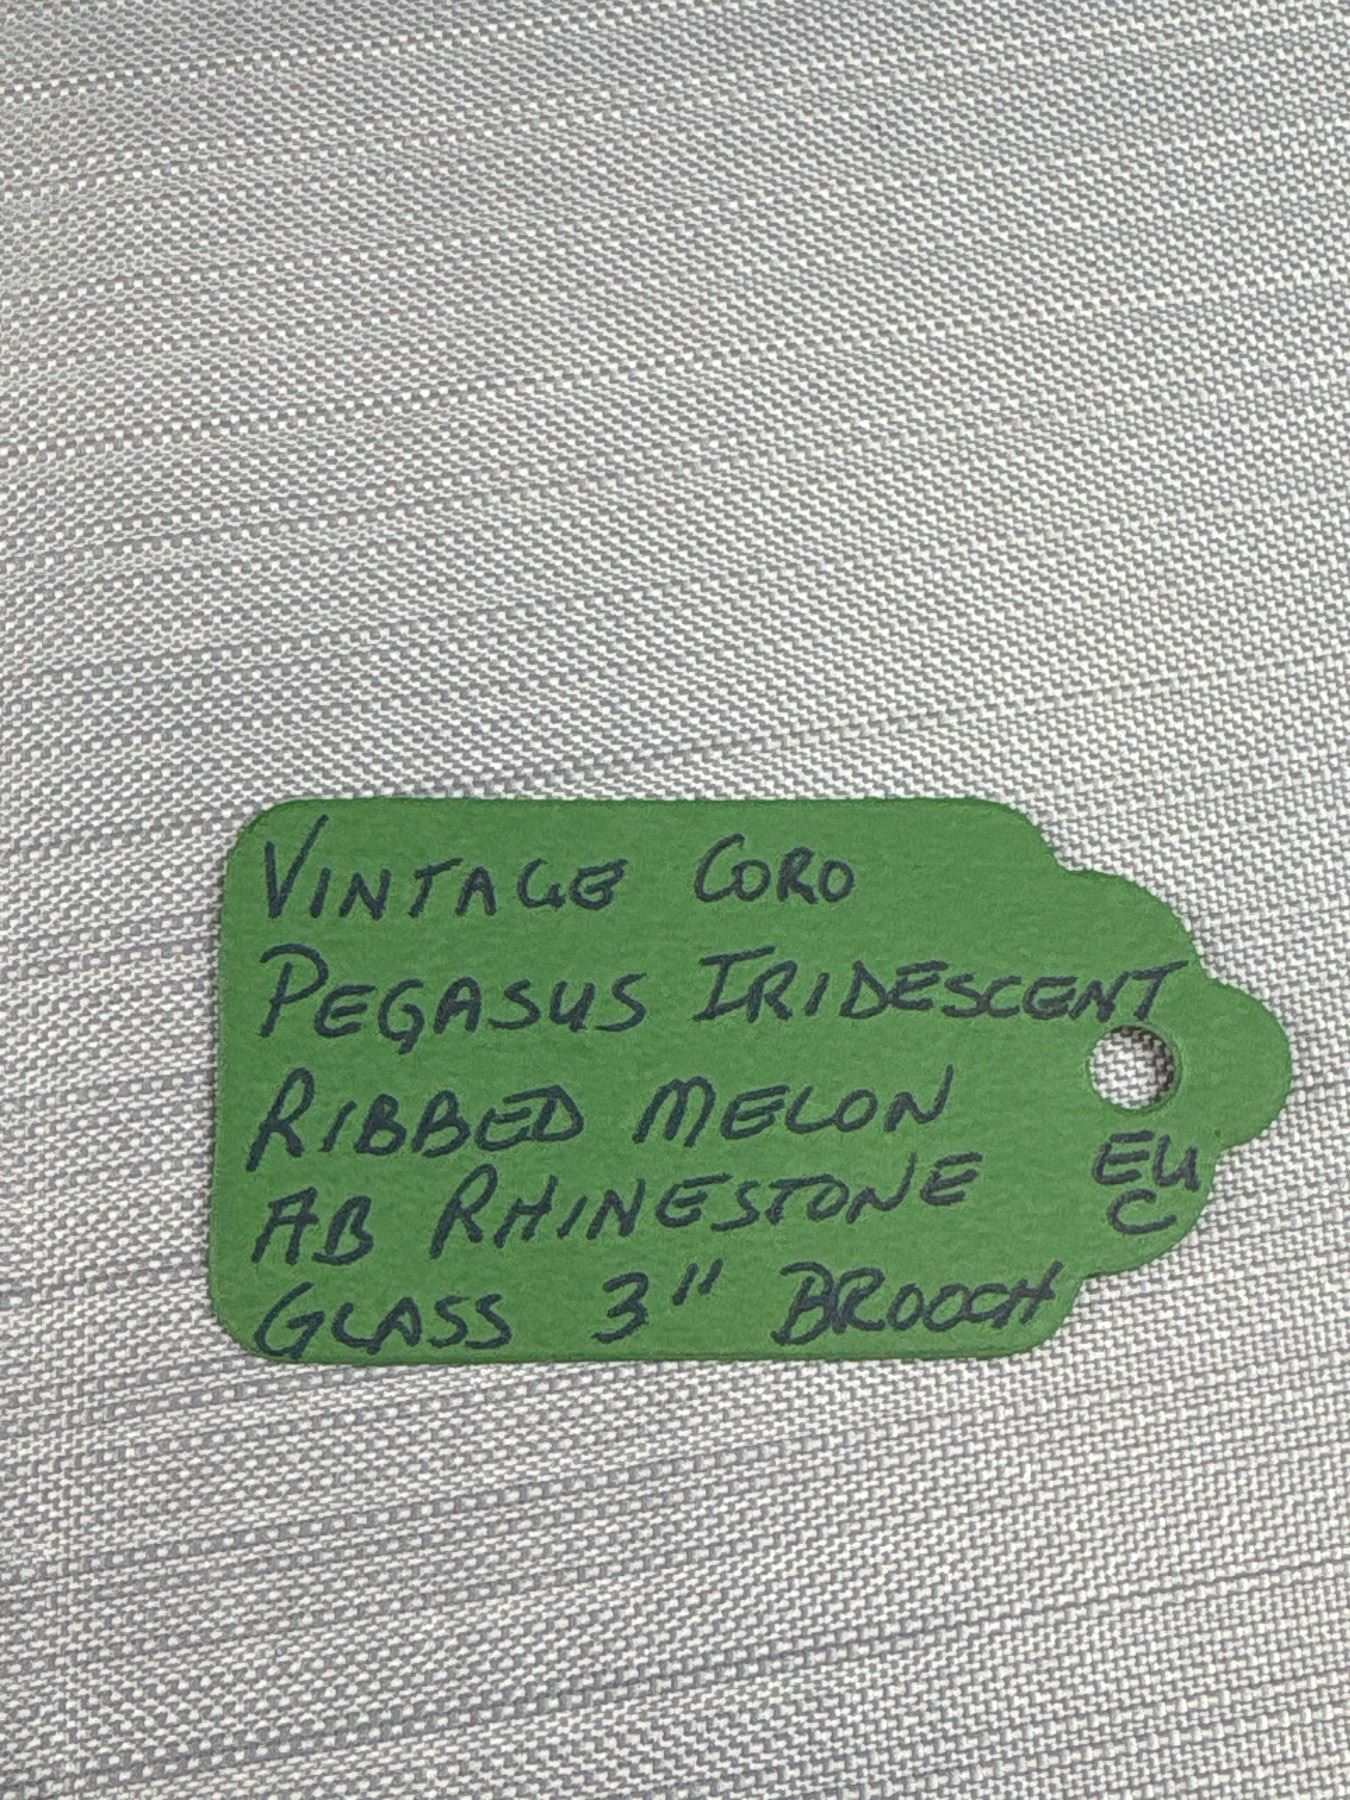 VINTAGE CORO
PEGASUS IRIDESCENT
RIBBED MELON
AB RHINESTONE
GLASS 3" BROOCH
EU
C